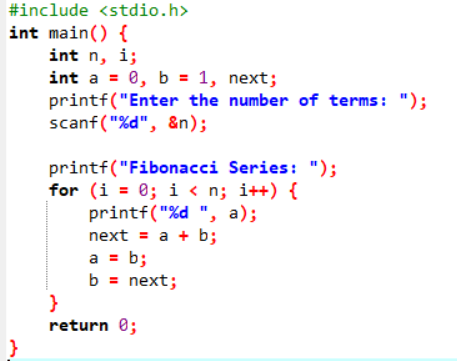 #include <stdio.h>
int main() {
    int n, i;
    int a = 0, b = 1, next;
    printf("Enter the number of terms: ");
    scanf("%d", &n);

    printf("Fibonacci Series: ");
    for (i = 0; i < n; i++) {
        printf("%d ", a);
        next = a + b;
        a = b;
        b = next;
    }
    return 0;
}